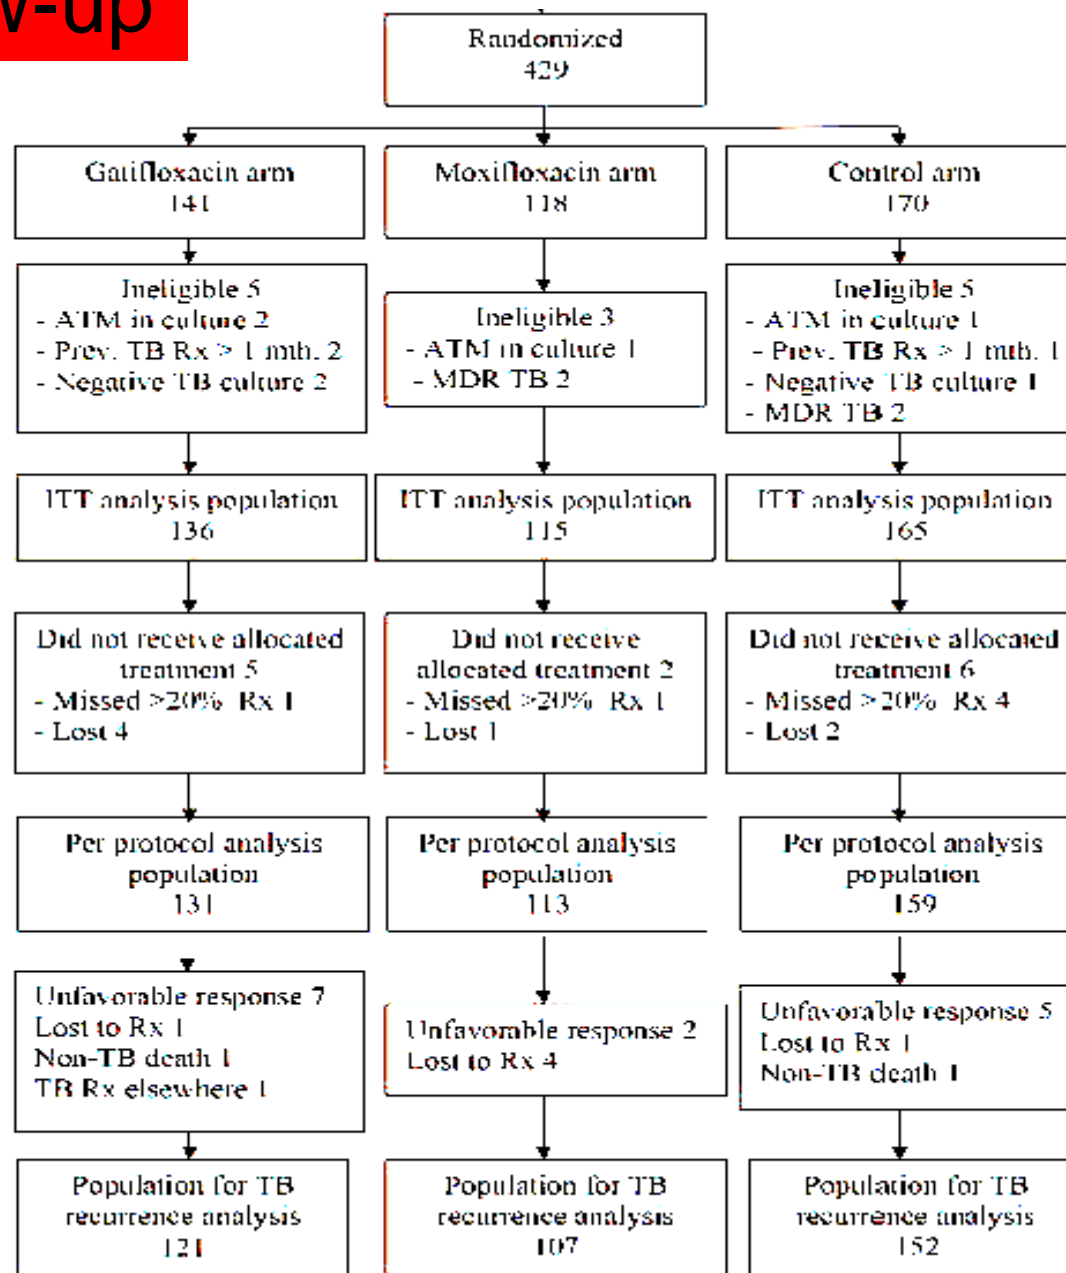 w-up
Randomized
429
Gatifloxacin arm
141
Moxifloxacin arm
118
Control arm
170
Ineligible 5
- ATM in culture 2
- Prev. TB Rx > 1 mth. 2
- Negative TB culture 2
Ineligible 3
- ATM in culture 1
- MDR TB 2
Ineligible 5
- ATM in culture 1
- Prev. TB Rx > 1 mth. 1
- Negative TB culture 1
- MDR TB 2
ITT analysis population
136
ITT analysis population
115
ITT analysis population
165
Did not receive allocated
treatment 5
- Missed >20% Rx 1
- Lost 4
Did not receive
allocated treatment 2
- Missed >20% Rx 1
- Lost 1
Did not receive allocated
treatment 6
- Missed >20% Rx 4
- Lost 2
Per protocol analysis
population
131
Per protocol analysis
population
113
Per protocol analysis
population
159
Unfavorable response 7
Lost to Rx 1
Non-TB death 1
TB Rx elsewhere 1
Unfavorable response 2
Lost to Rx 4
Unfavorable response 5
Lost to Rx 1
Non-TB death 1
Population for TB
recurrence analysis
121
Population for TB
recurrence analysis
107
Population for TB
recurrence analysis
152